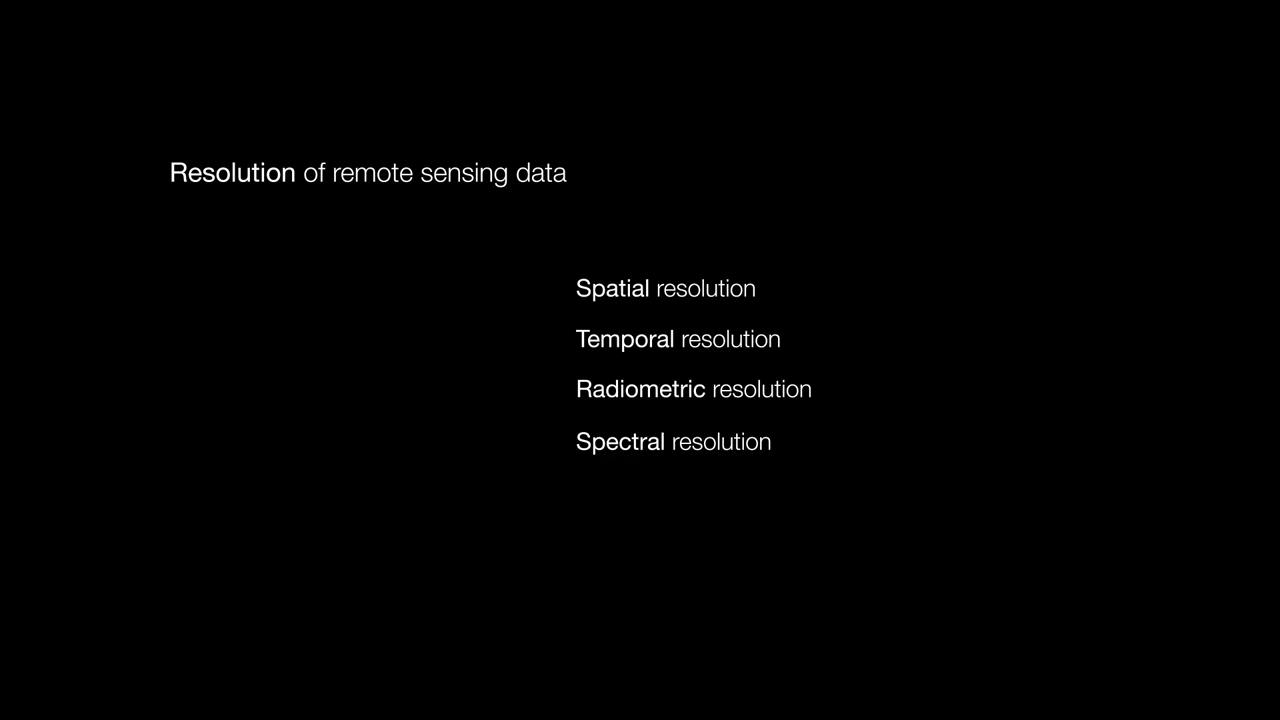 Resolution of remote sensing data
Spatial resolution
Temporal resolution
Radiometric resolution
Spectral resolution